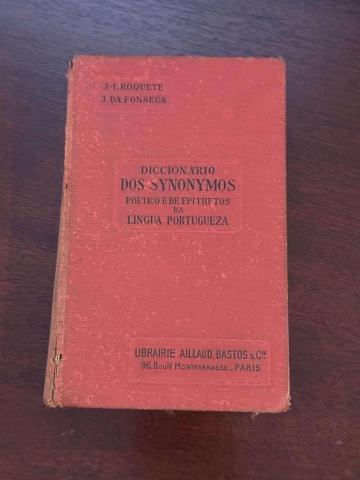 J.-I. ROQUETE
J. DA FONSECA
DICCIONARIO
DOS SYNONYMOS
POETICO E DE EPITHETOS
DA
LINGUA PORTUGUEZA
LIBRAIRIE AILLAUD, BASTOS & Cie
96, Bould MONTPARNASSE _ PARIS